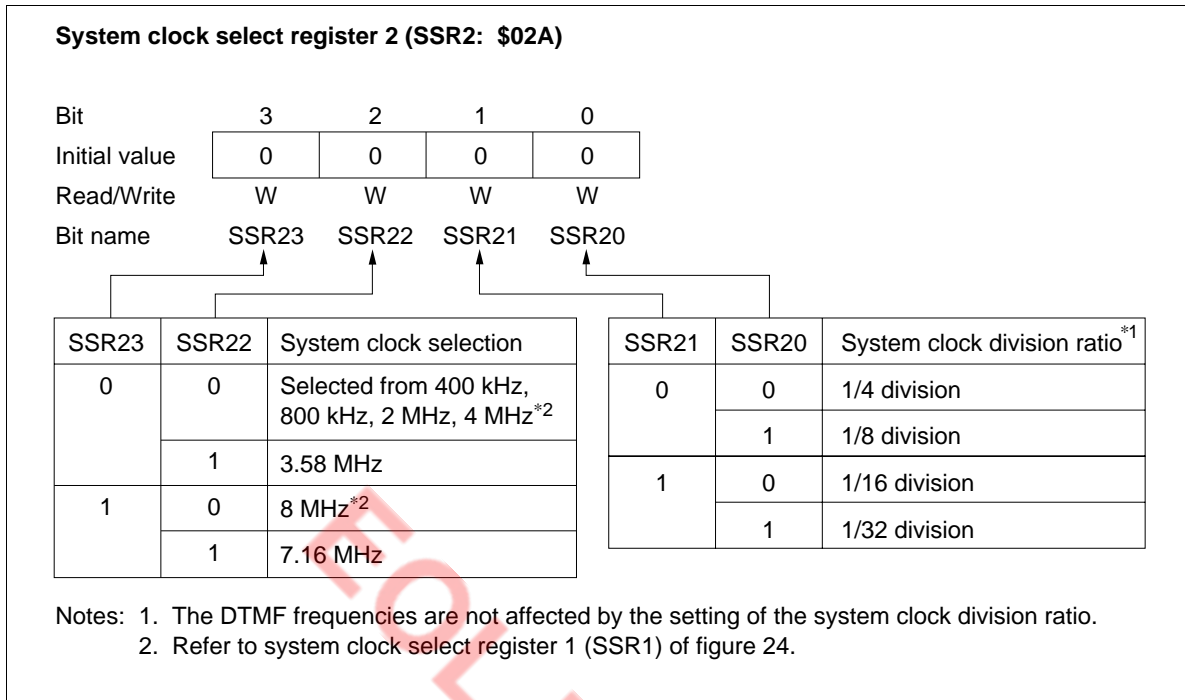 System clock select register 2 (SSR2: $02A)
Bit 3 2 1 0
Initial value 0 0 0 0
Read/Write W W W W
Bit name SSR23 SSR22 SSR21 SSR20
SSR23 SSR22 System clock selection
0 0 Selected from 400 kHz,
800 kHz, 2 MHz, 4 MHz*2
1 3.58 MHz
1 0 8 MHz*2
1 7.16 MHz
SSR21 SSR20 System clock division ratio*1
0 0 1/4 division
1 1/8 division
1 0 1/16 division
1 1/32 division
Notes: 1. The DTMF frequencies are not affected by the setting of the system clock division ratio.
2. Refer to system clock select register 1 (SSR1) of figure 24.
EOL